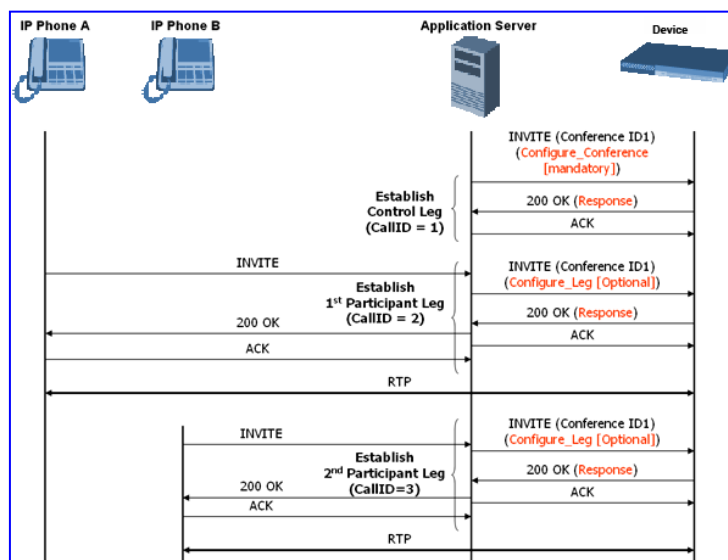 IP Phone A
IP Phone B
Application Server
Device
INVITE (Conference ID1)
(Configure_Conference
[mandatory])
Establish
Control Leg
(CallID = 1)
200 OK (Response)
ACK
INVITE
INVITE (Conference ID1)
(Configure_Leg [Optional])
Establish
1st Participant Leg
(CallID = 2)
200 OK (Response)
200 OK
ACK
ACK
RTP
INVITE
INVITE (Conference ID1)
(Configure_Leg [Optional])
Establish
2nd Participant Leg
(CallID=3)
200 OK (Response)
200 OK
ACK
ACK
RTP